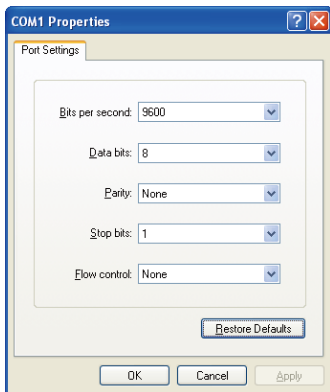 COM1 Properties
Port Settings
Bits per second: 9600
Data bits: 8
Parity: None
Stop bits: 1
Flow control: None
Restore Defaults
OK Cancel Apply